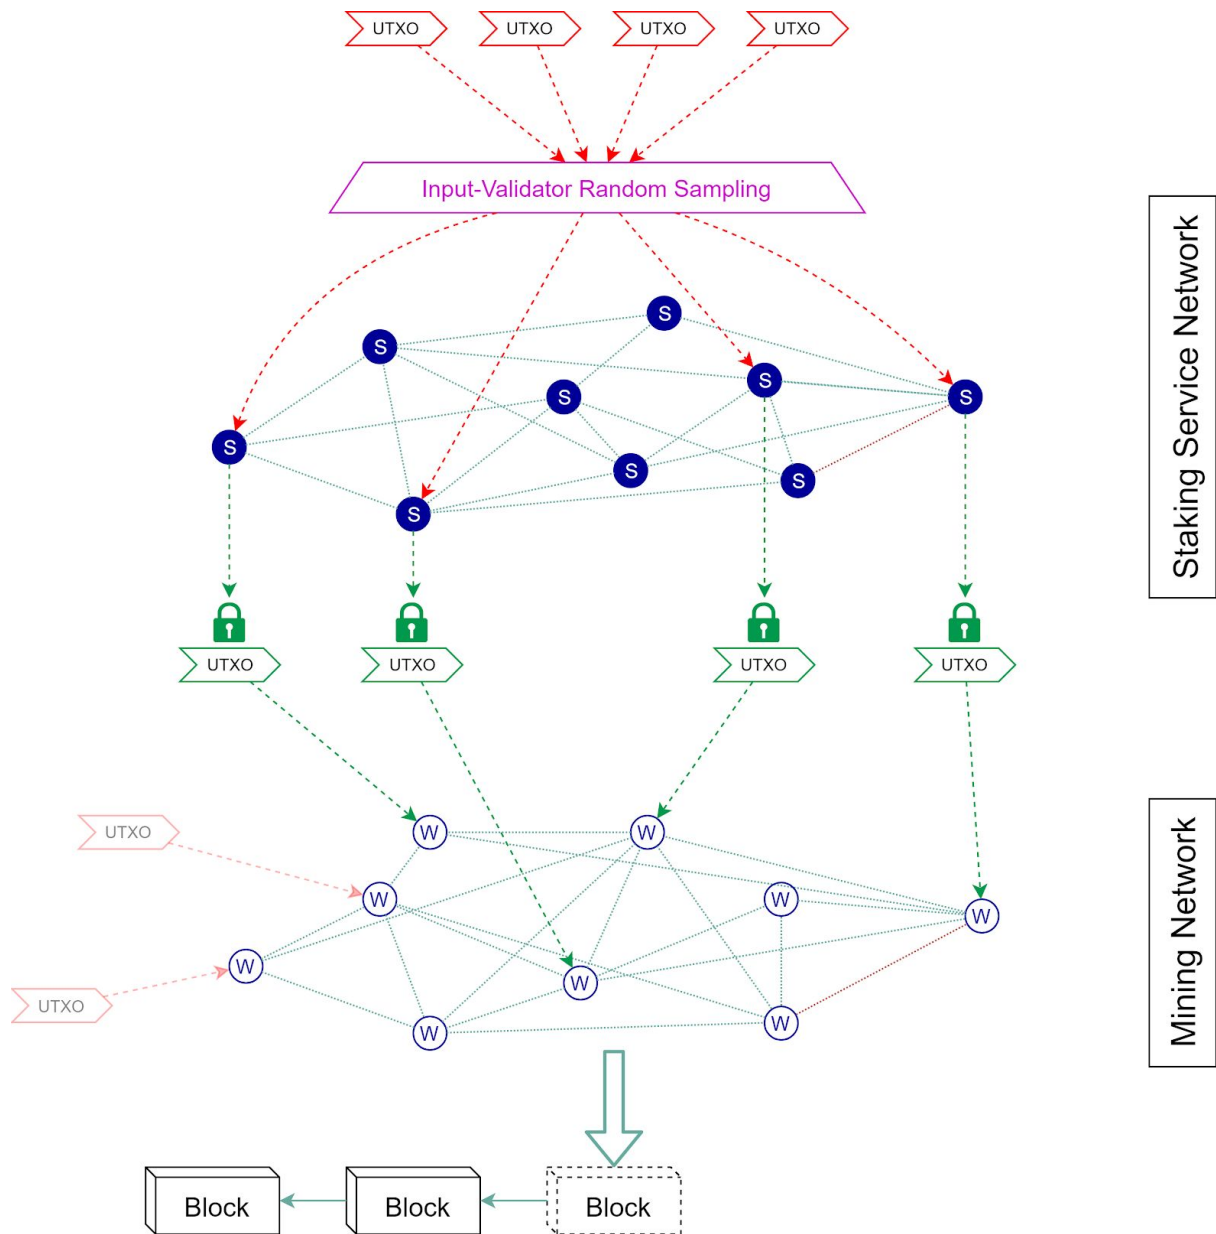 UTXO
UTXO
UTXO
UTXO
Input-Validator Random Sampling
Staking Service Network
S
S
S
S
S
S
S
S
S
UTXO
UTXO
UTXO
UTXO
Mining Network
UTXO
W
W
W
W
W
W
W
UTXO
W
W
Block
Block
Block